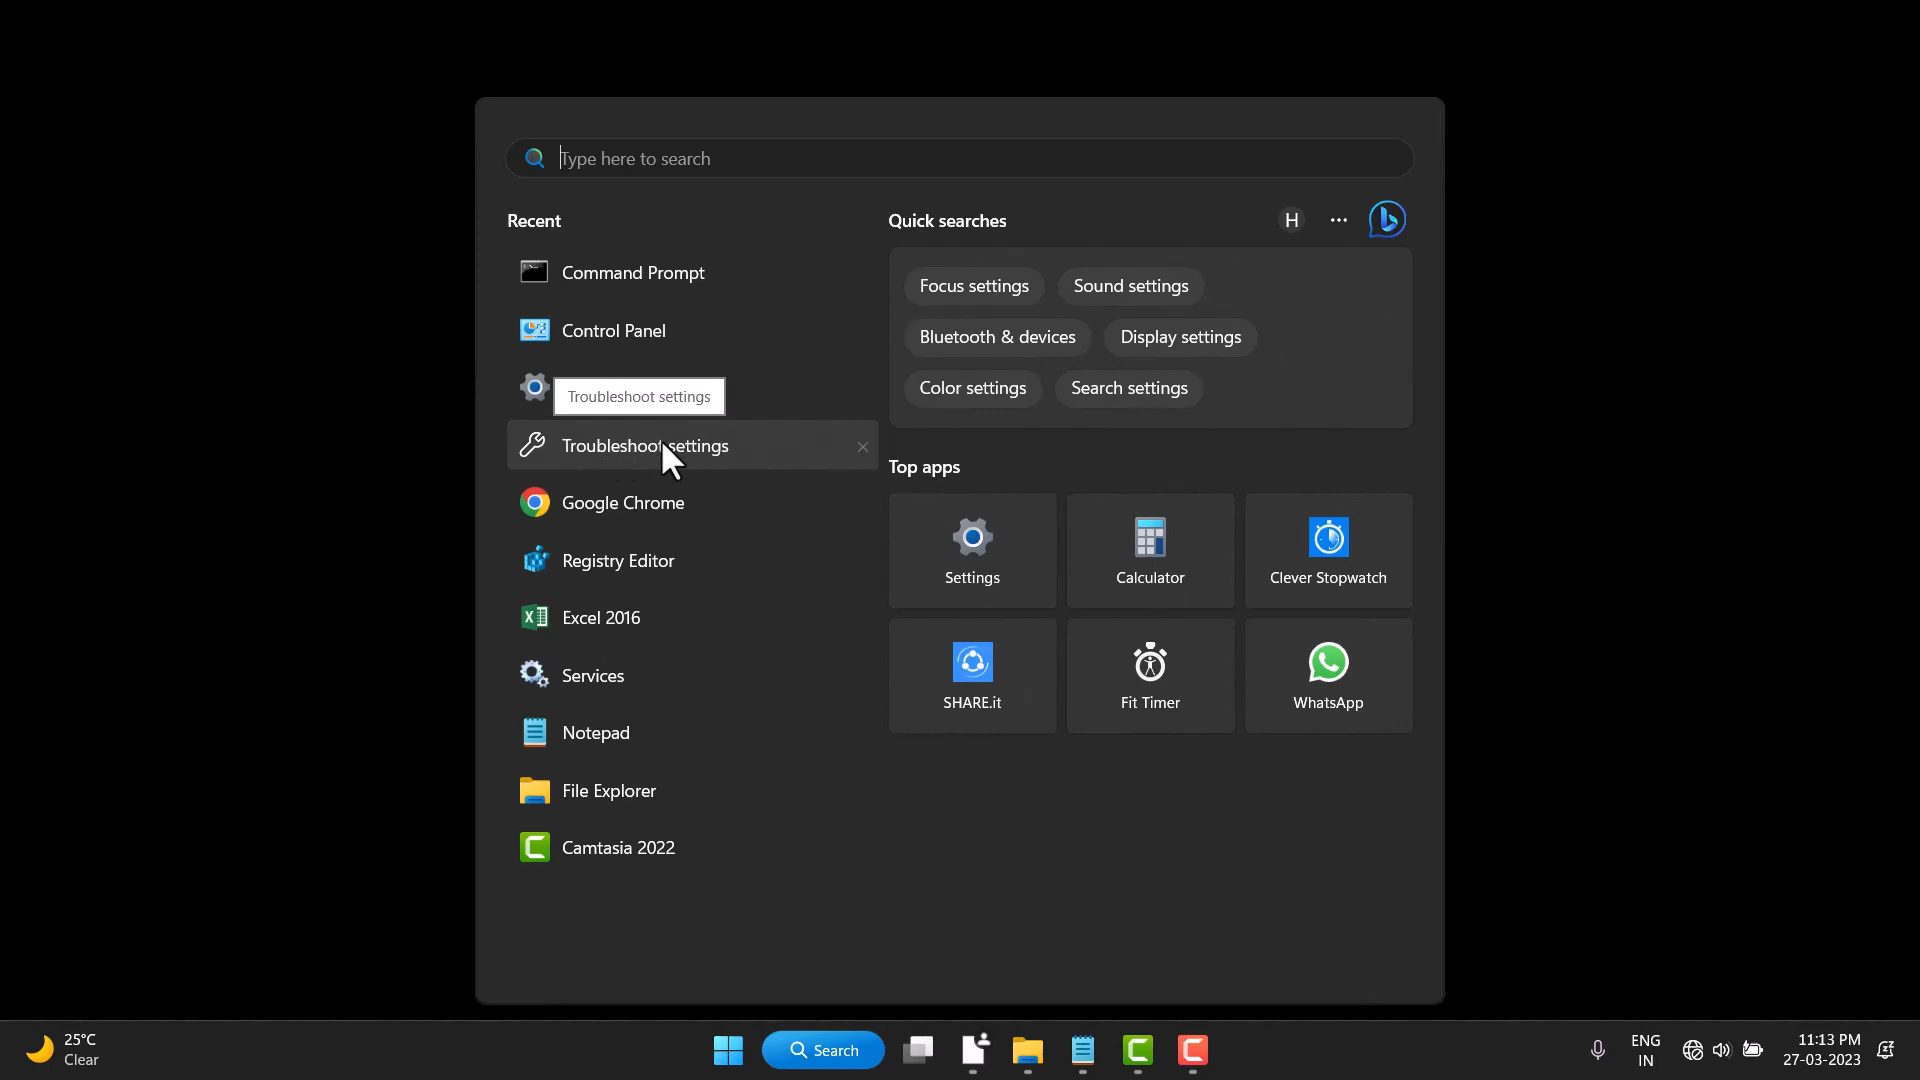 Type here to search
Recent
Command Prompt
Control Panel
Troubleshoot settings
Troubleshoot settings
Google Chrome
Registry Editor
Excel 2016
Services
Notepad
File Explorer
Camtasia 2022
Quick searches
H
Focus settings
Sound settings
Bluetooth & devices
Display settings
Color settings
Search settings
Top apps
Settings
Calculator
Clever Stopwatch
SHARE.it
Fit Timer
WhatsApp
25°C
Clear
Search
ENG
IN
11:13 PM
27-03-2023